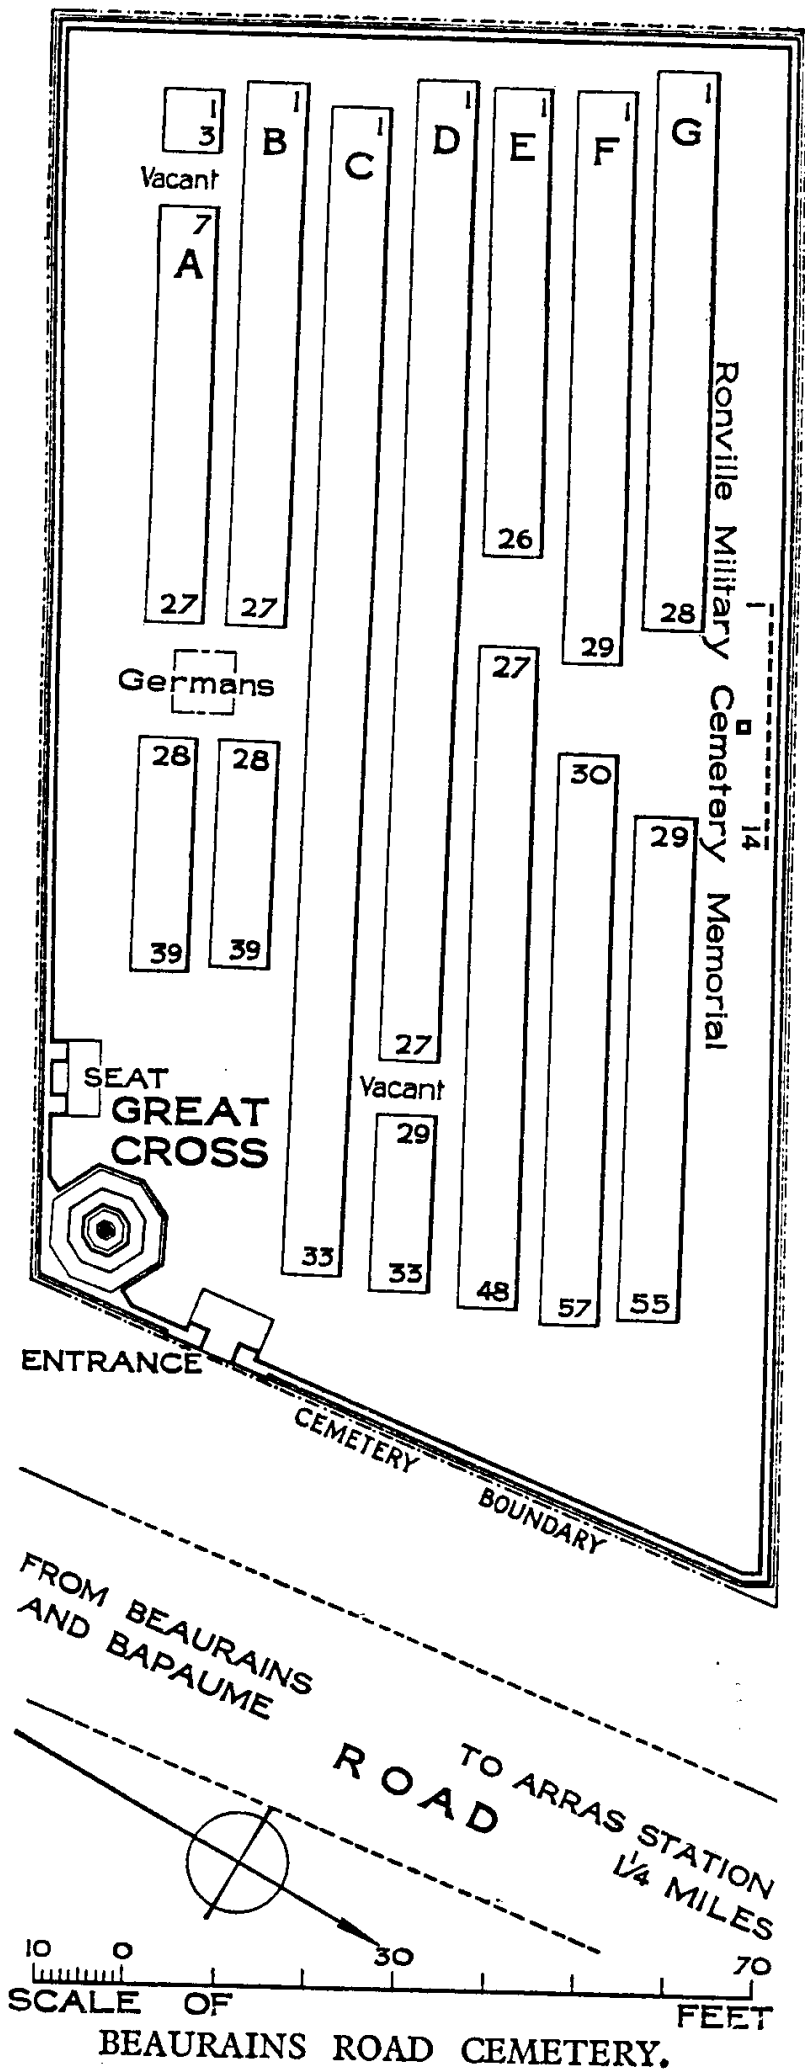 1
3
Vacant
7
A
27
28
39
1
B
27
28
39
Germans
1
C
33
1
D
27
Vacant
29
33
1
E
26
27
48
1
F
29
30
57
1
G
28
29
55
Ronville Military Cemetery Memorial
1
14
SEAT
GREAT
CROSS
ENTRANCE
CEMETERY BOUNDARY
FROM BEAURAINS
AND BAPAUME
ROAD
TO ARRAS STATION
1¼ MILES
10 0 30 70
SCALE OF FEET
BEAURAINS ROAD CEMETERY.